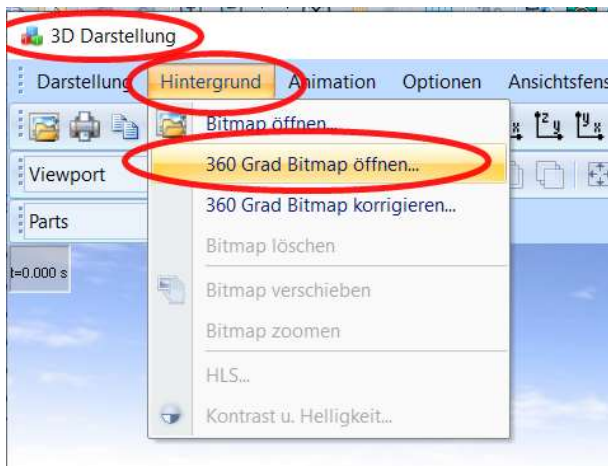 3D Darstellung
Darstellung Hintergrund Animation Optionen Ansichtsfens
Bitmap öffnen...
Viewport
360 Grad Bitmap öffnen...
360 Grad Bitmap korrigieren...
Parts
Bitmap löschen
t=0.000 s
Bitmap verschieben
Bitmap zoomen
HLS...
Kontrast u. Helligkeit...